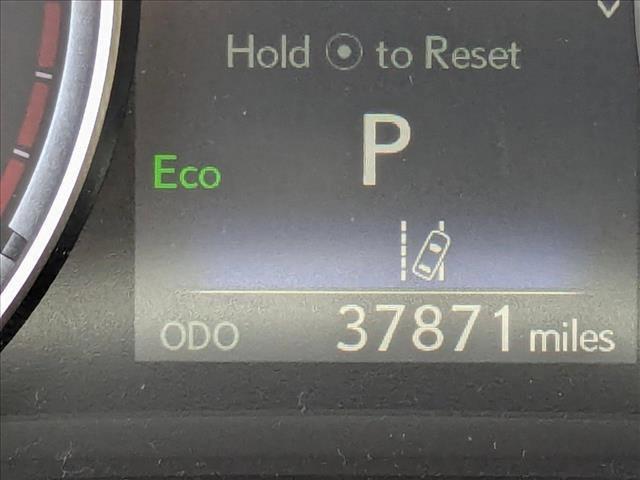 Hold to Reset
P
Eco
ODO 37871 miles